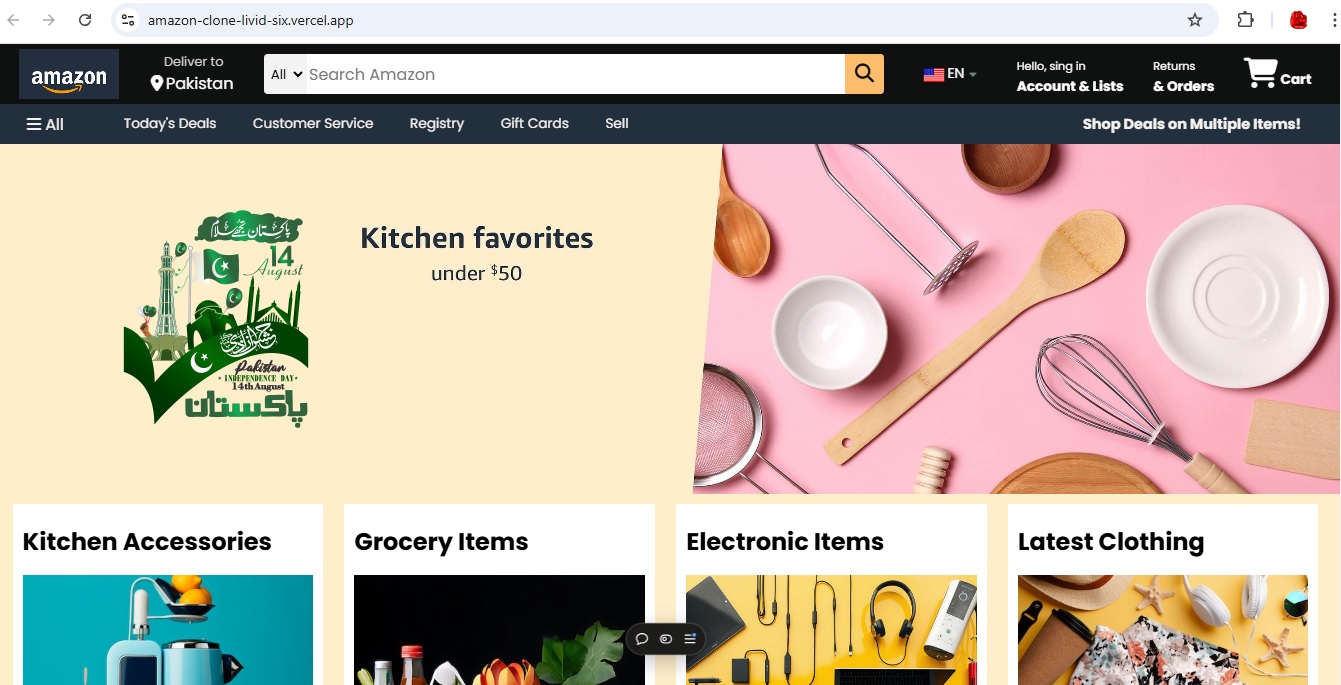 amazon-clone-livid-six.vercel.app
amazon
Deliver to
Pakistan
All
Search Amazon
EN
Hello, sing in
Account & Lists
Returns
& Orders
Cart
All
Today's Deals
Customer Service
Registry
Gift Cards
Sell
Shop Deals on Multiple Items!
پاکستان تجھے سلام
14
August
جشن آزادی
Pakistan
INDEPENDENCE DAY
14th August
پاکستان
Kitchen favorites
under $50
Kitchen Accessories
Grocery Items
Electronic Items
Latest Clothing